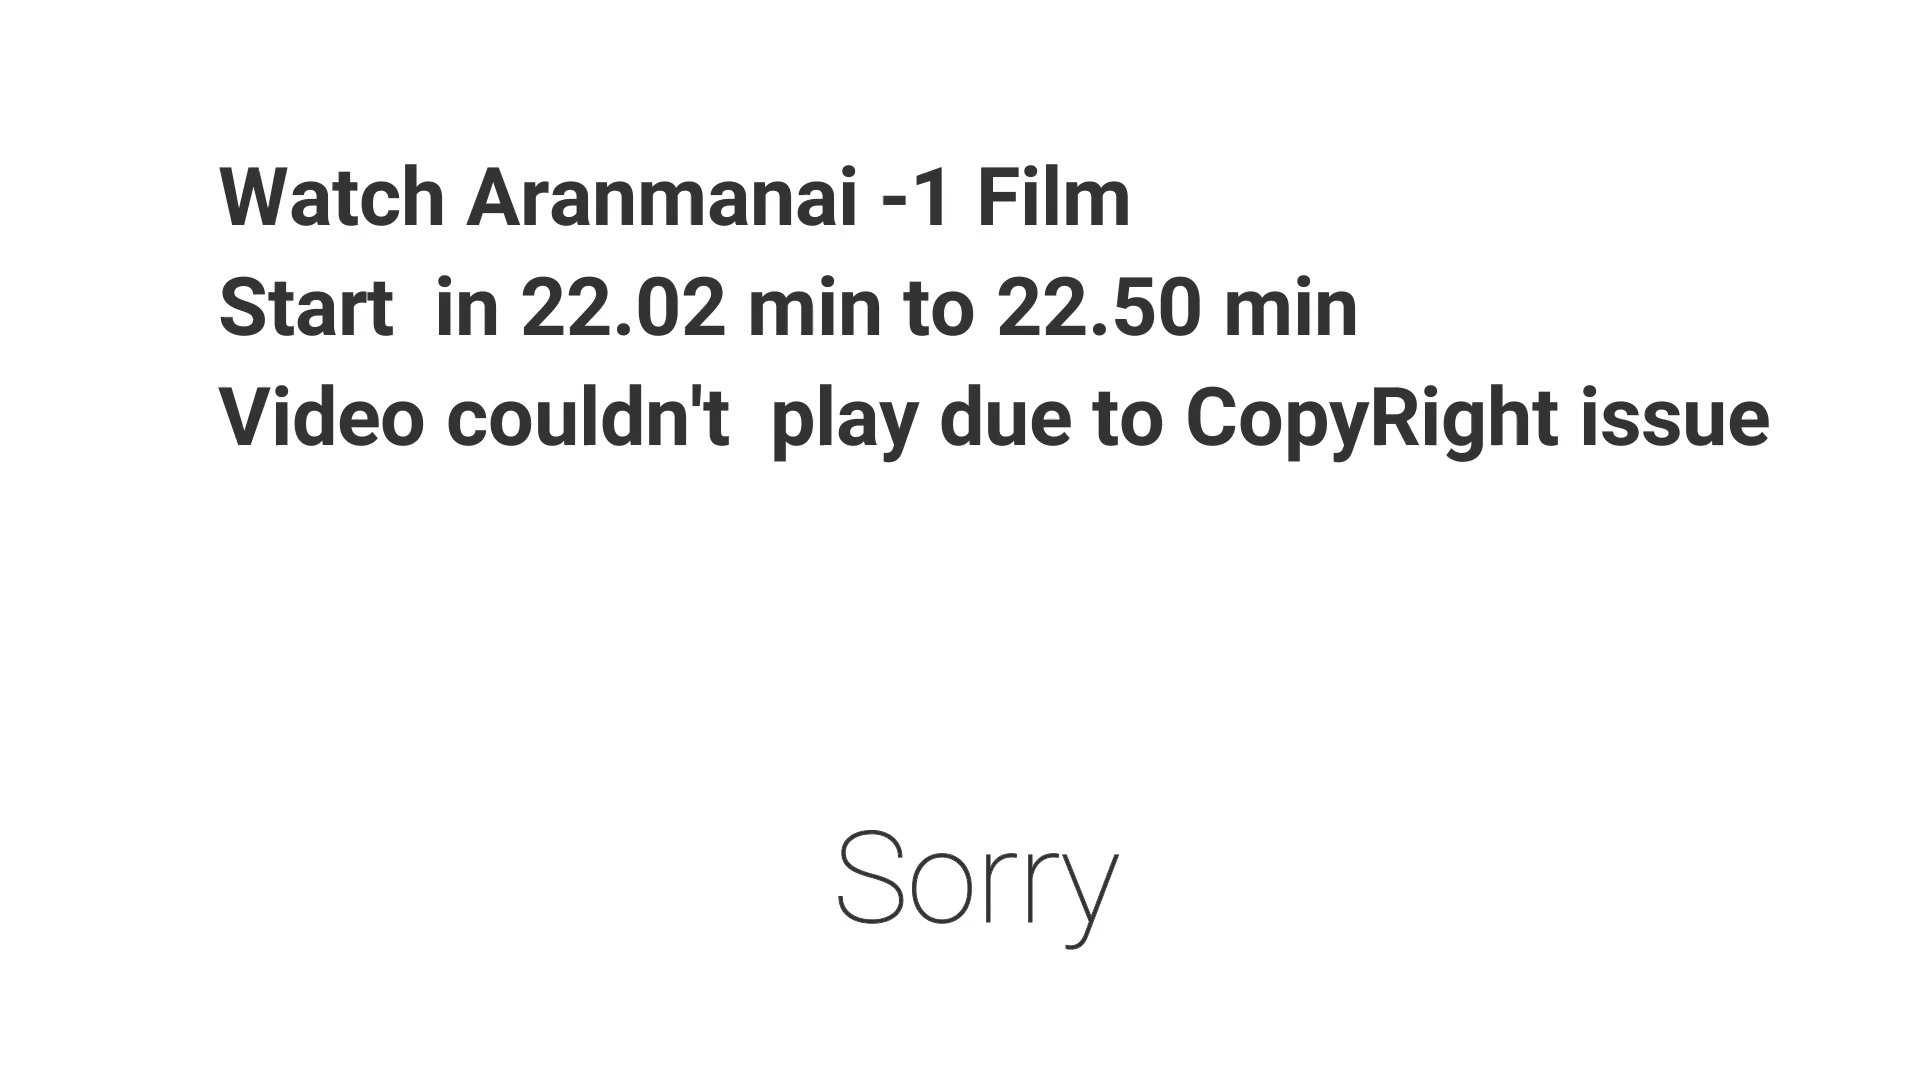 Watch Aranmanai -1 Film
Start  in 22.02 min to 22.50 min
Video couldn't  play due to CopyRight issue
Sorry